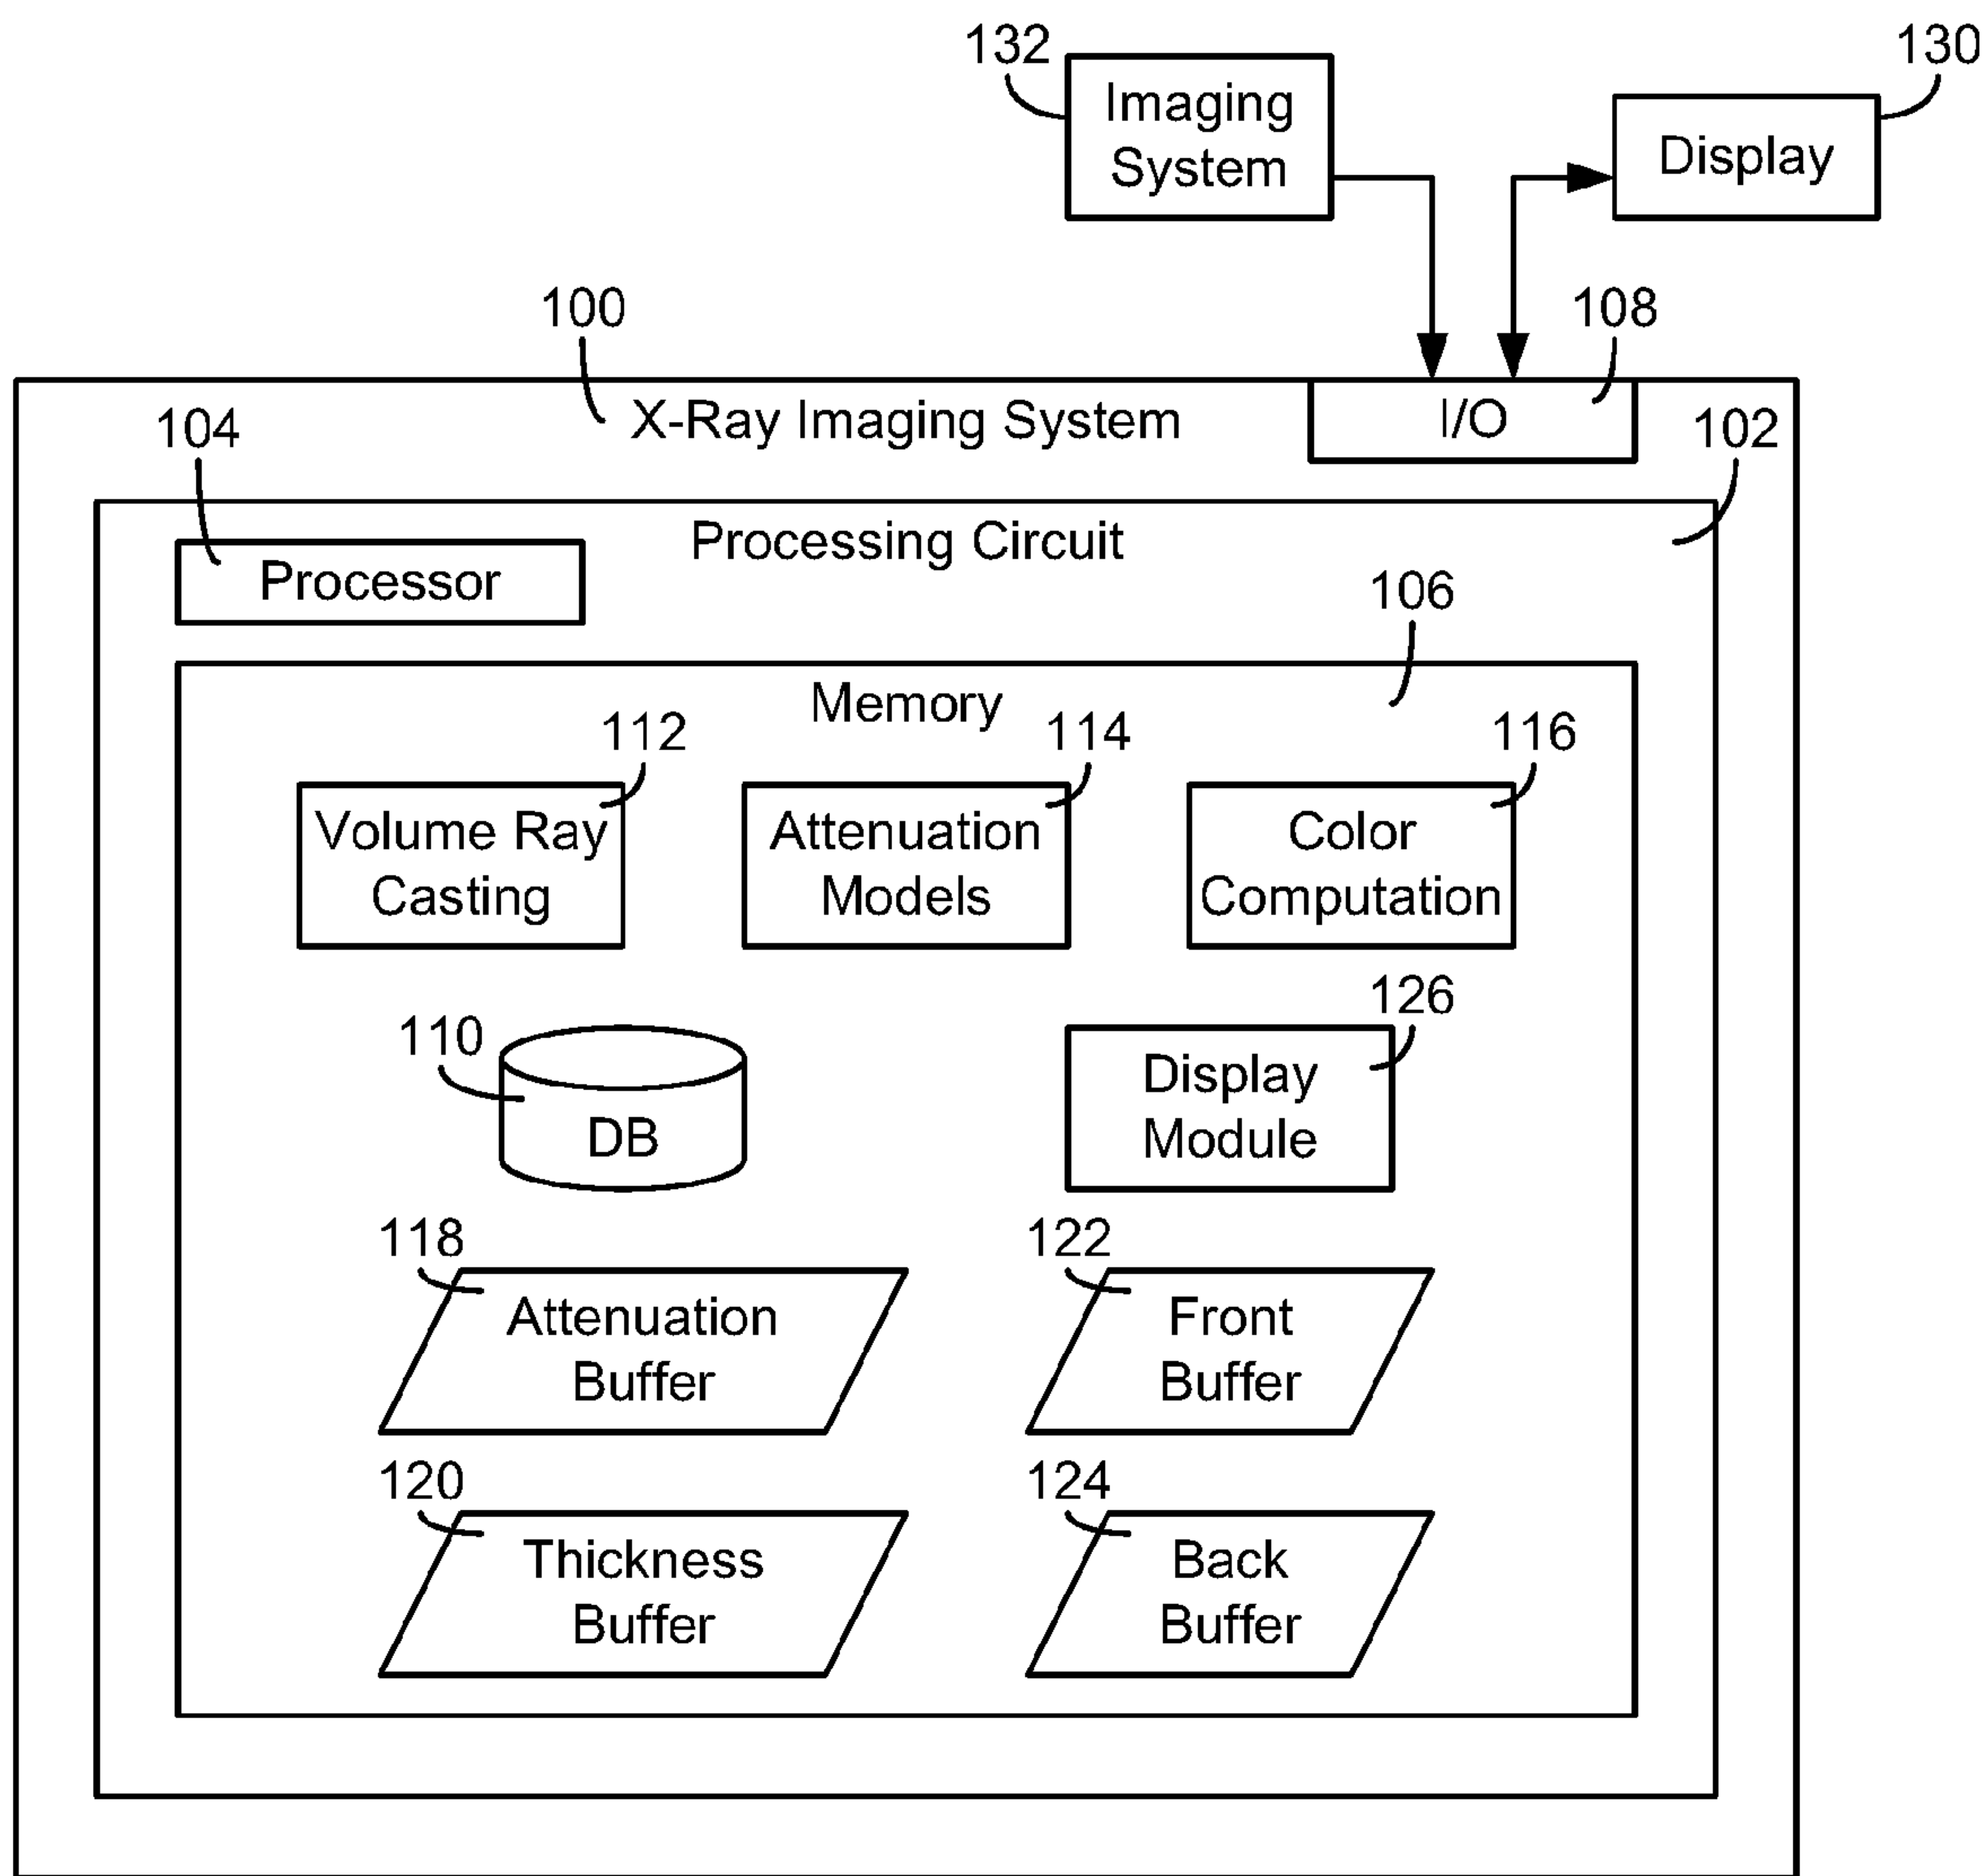 132
Imaging
System
130
Display
100
X-Ray Imaging System
108
I/O
102
104
Processor
Processing Circuit
106
Memory
112
Volume Ray
Casting
114
Attenuation
Models
116
Color
Computation
110
DB
126
Display
Module
118
Attenuation
Buffer
122
Front
Buffer
120
Thickness
Buffer
124
Back
Buffer